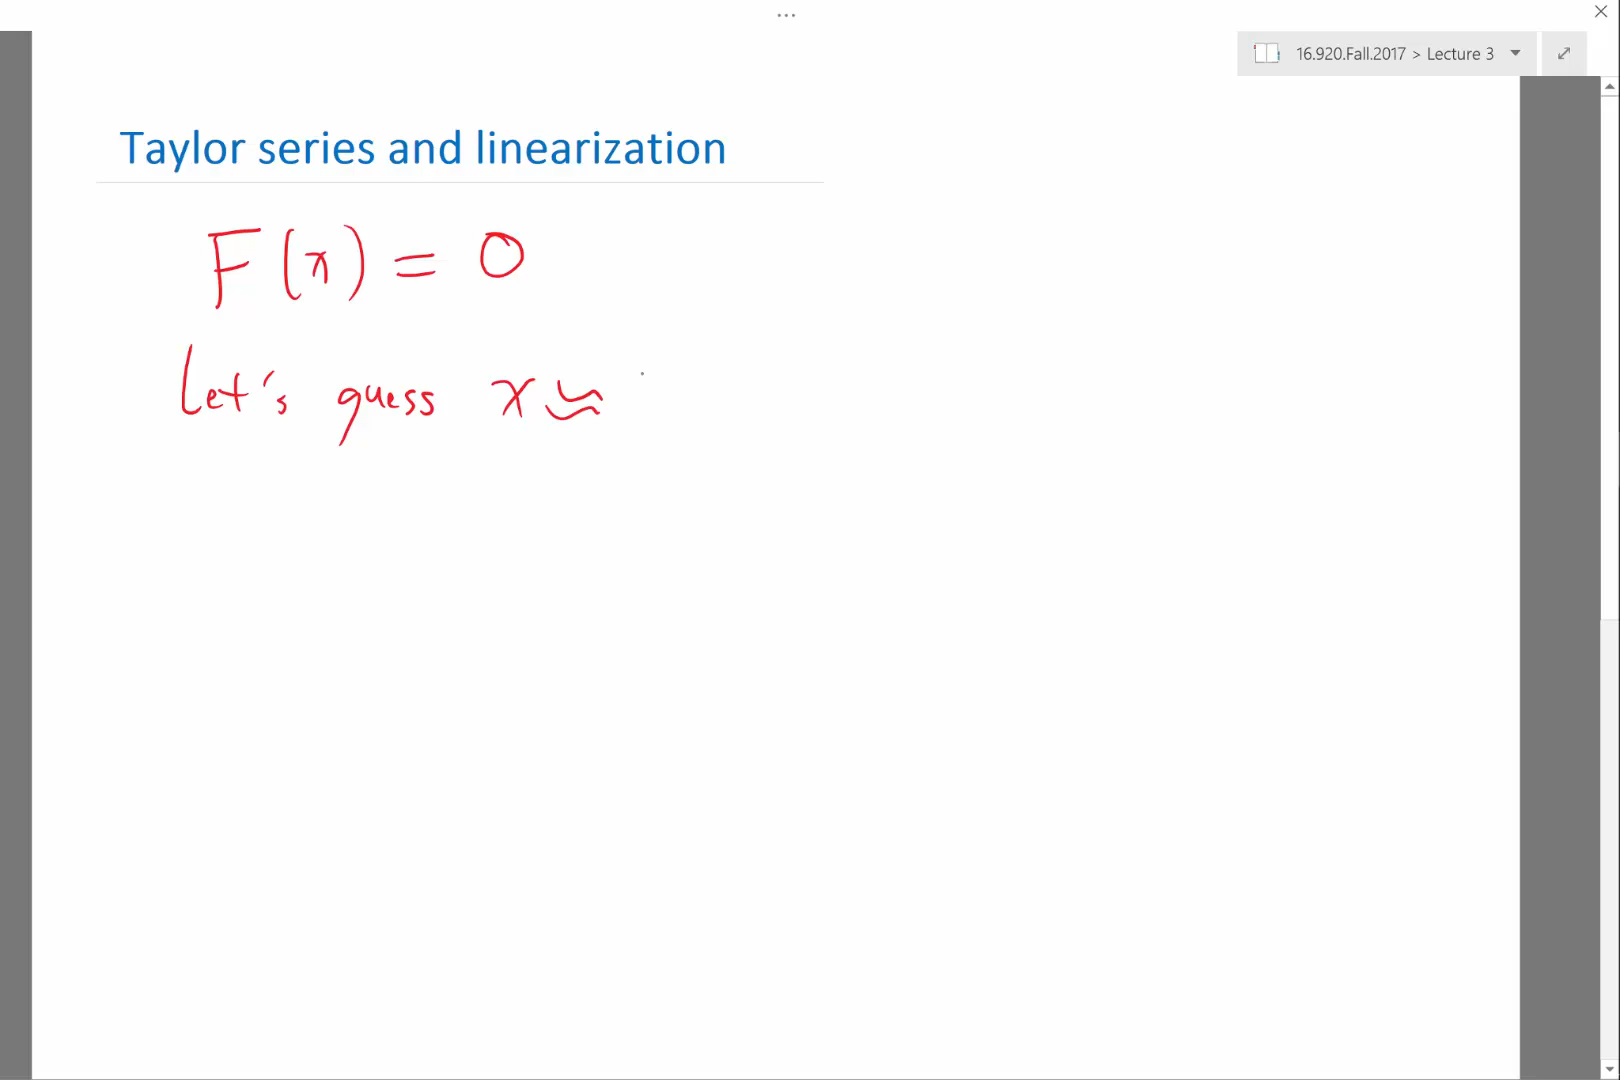 ...
16.920.Fall.2017 > Lecture 3
Taylor series and linearization
F(x) = 0
Let's guess x ≈